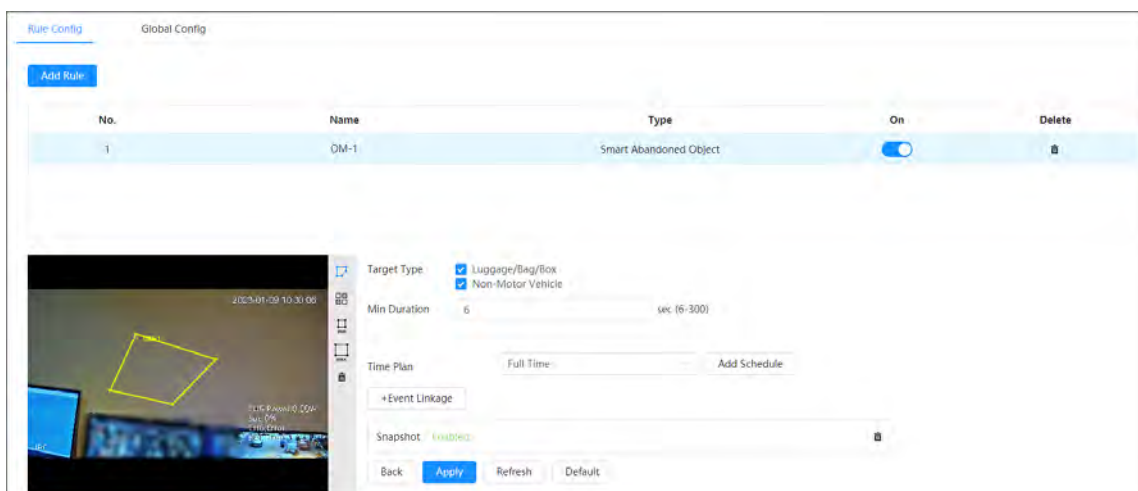 Rule Config Global Config
Add Rule
No. Name Type On Delete
1 OM-1 Smart Abandoned Object
Target Type Luggage/Bag/Box
Non-Motor Vehicle
Min Duration 6 sec (6-300)
Time Plan Full Time Add Schedule
+Event Linkage
Snapshot Enabled
Back Apply Refresh Default
2023-01-09 10:30:06
IPC